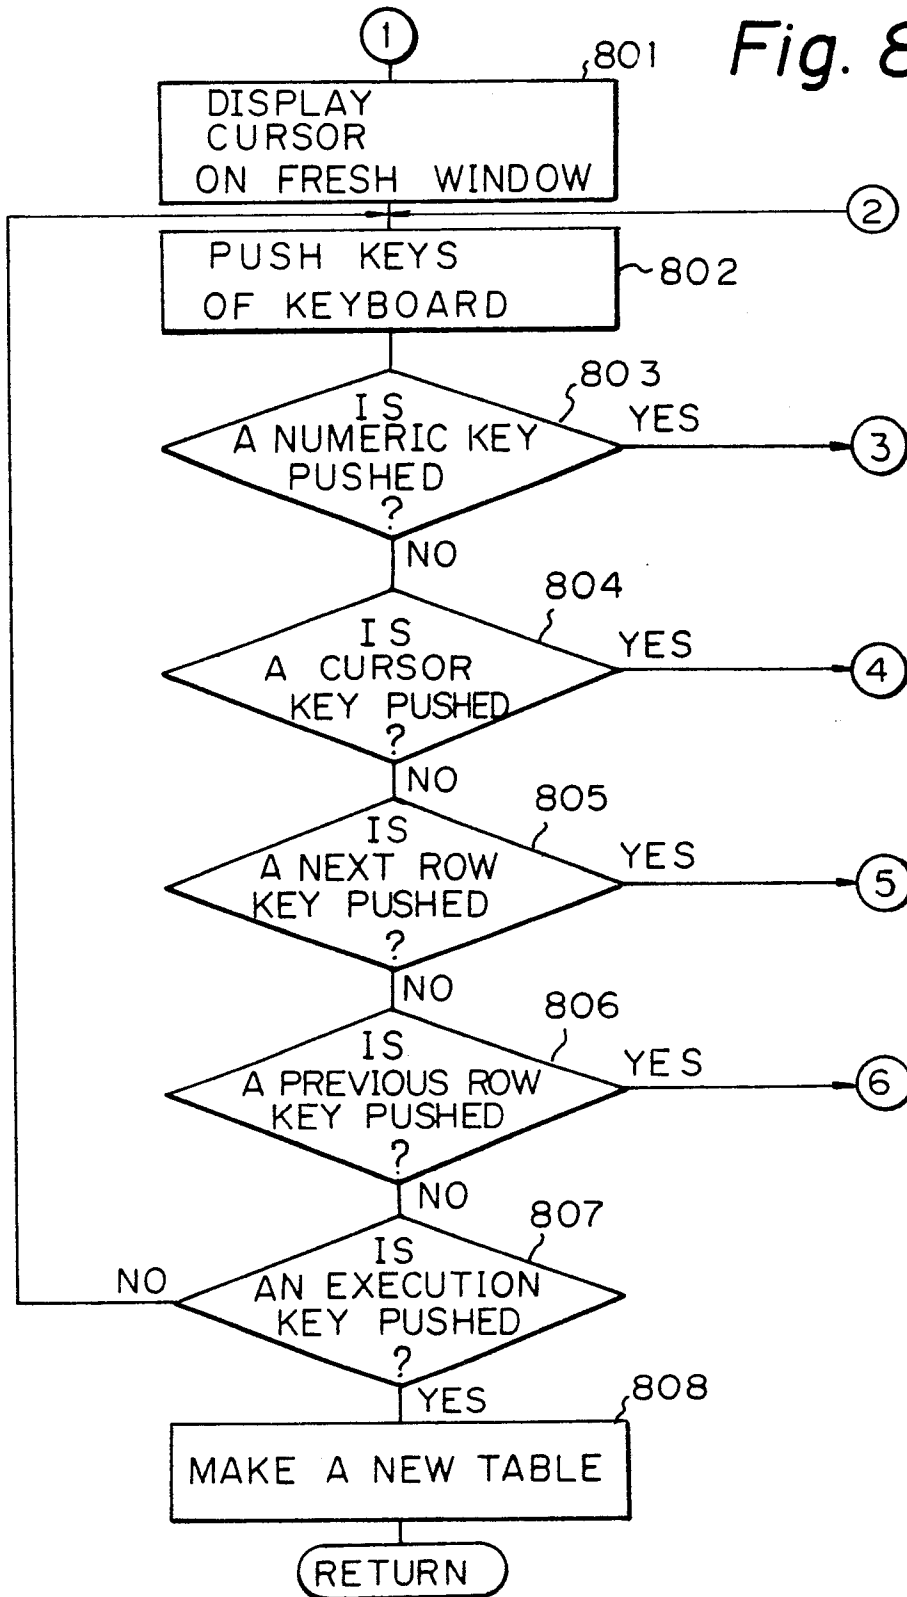 1
Fig. 8
801
DISPLAY
CURSOR
ON FRESH WINDOW
2
PUSH KEYS
OF KEYBOARD
802
803
IS
A NUMERIC KEY
PUSHED
?
YES
3
NO
804
IS
A CURSOR
KEY PUSHED
?
YES
4
NO
805
IS
A NEXT ROW
KEY PUSHED
?
YES
5
NO
806
IS
A PREVIOUS ROW
KEY PUSHED
?
YES
6
NO
807
IS
AN EXECUTION
KEY PUSHED
?
NO
YES
808
MAKE A NEW TABLE
RETURN